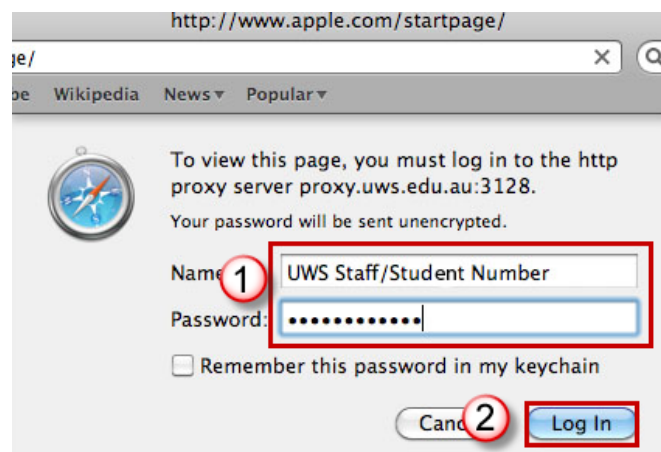 http://www.apple.com/startpage/
ge/
Wikipedia News Popular
To view this page, you must log in to the http
proxy server proxy.uws.edu.au:3128.
Your password will be sent unencrypted.
Name
1
UWS Staff/Student Number
Password: ••••••••••••
Remember this password in my keychain
Canc
2
Log In